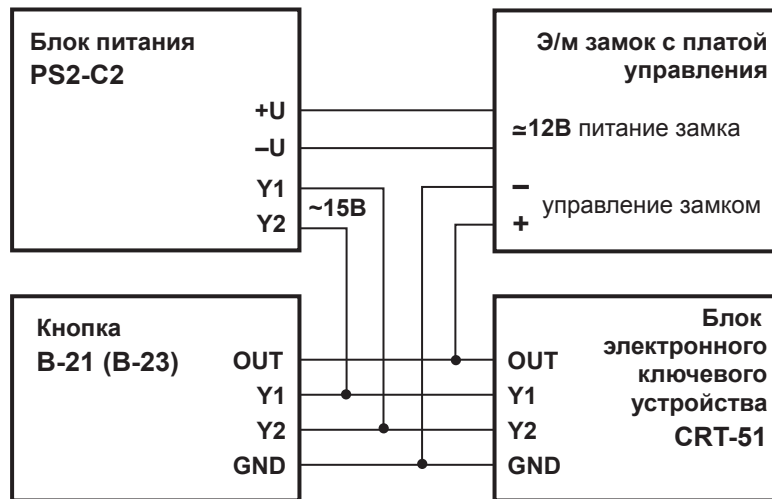 Блок питания
PS2-C2
+U
–U
Y1
Y2
~15В
Э/м замок с платой
управления
≃12В питание замка
–
управление замком
+
Кнопка
B-21 (B-23)
OUT
Y1
Y2
GND
Блок
электронного
ключевого
устройства
CRT-51
OUT
Y1
Y2
GND